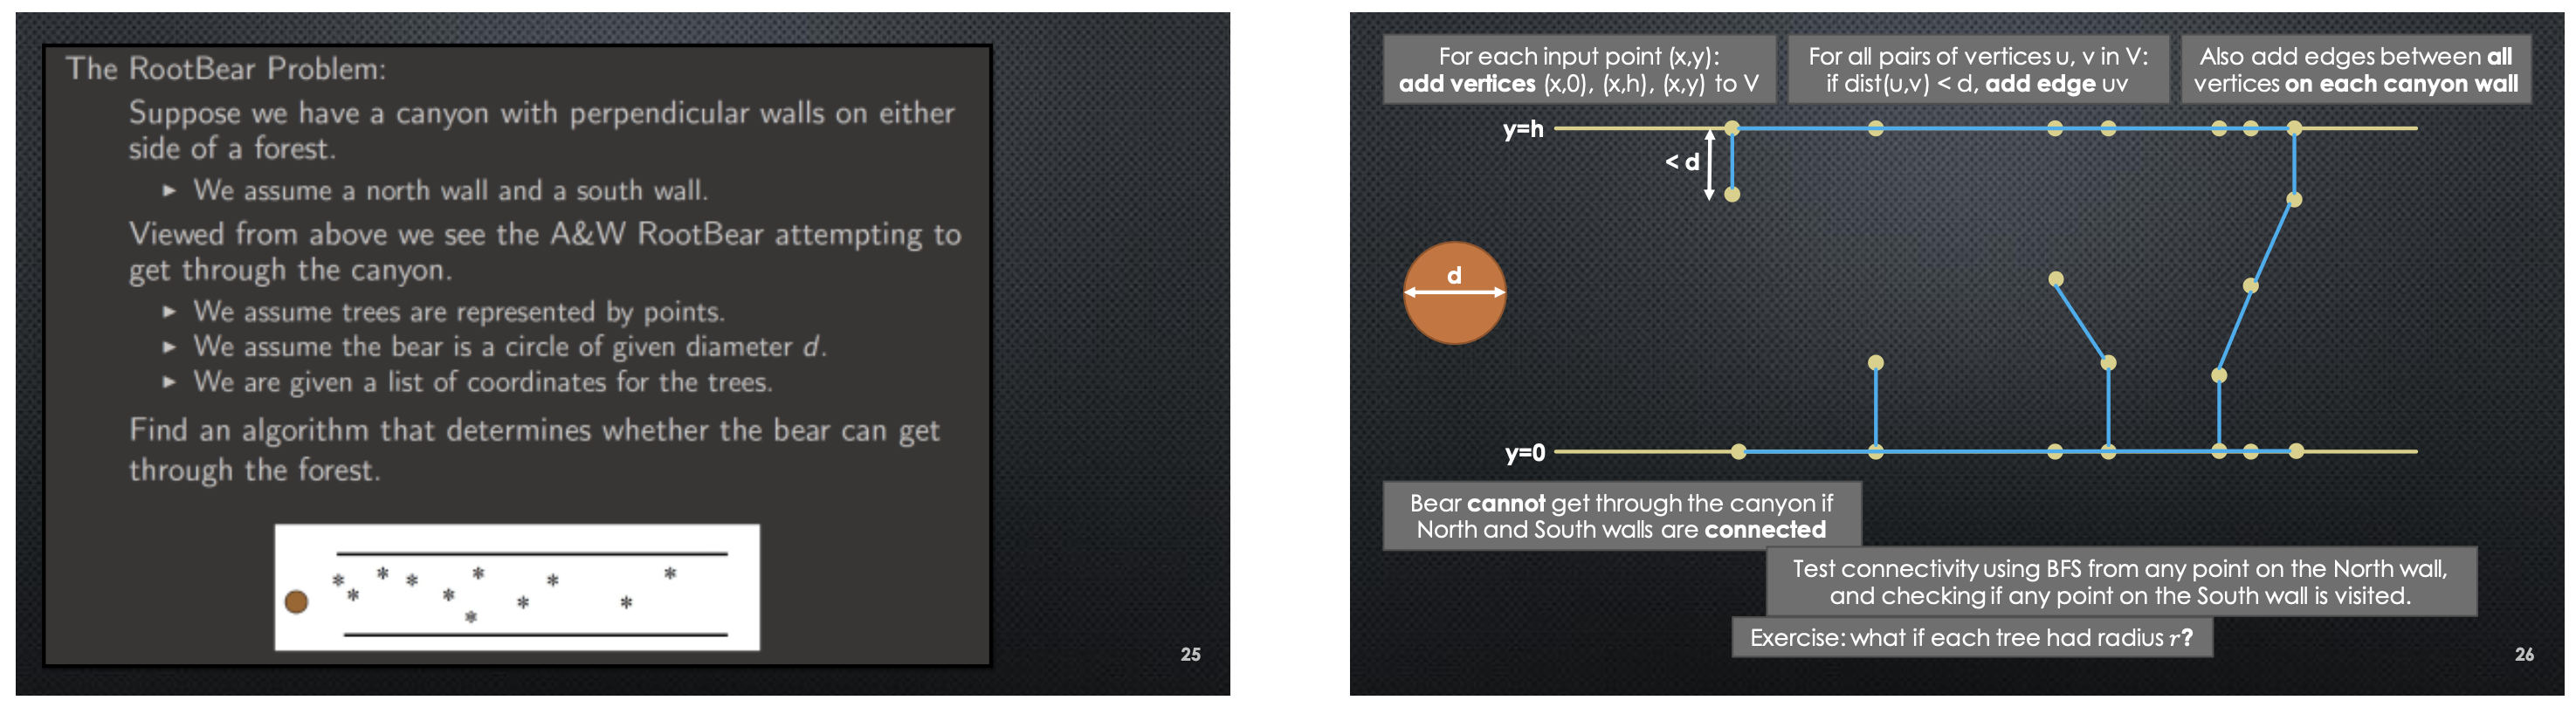 The RootBear Problem:
Suppose we have a canyon with perpendicular walls on either
side of a forest.
▶ We assume a north wall and a south wall.
Viewed from above we see the A&W RootBear attempting to
get through the canyon.
▶ We assume trees are represented by points.
▶ We assume the bear is a circle of given diameter d.
▶ We are given a list of coordinates for the trees.
Find an algorithm that determines whether the bear can get
through the forest.
25
For each input point (x,y):
add vertices (x,0), (x,h), (x,y) to V
For all pairs of vertices u, v in V:
if dist(u,v) < d, add edge uv
Also add edges between all
vertices on each canyon wall
y=h
< d
d
y=0
Bear cannot get through the canyon if
North and South walls are connected
Test connectivity using BFS from any point on the North wall,
and checking if any point on the South wall is visited.
Exercise: what if each tree had radius r?
26